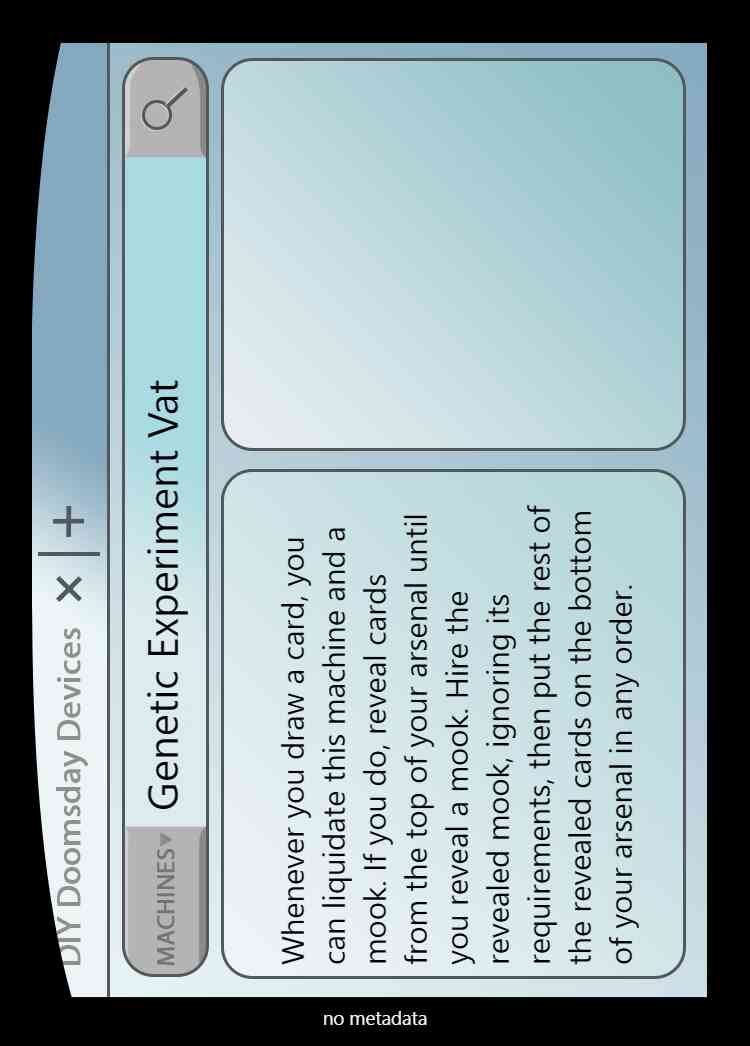 DIY Doomsday Devices × +
MACHINES▾ Genetic Experiment Vat
Whenever you draw a card, you
can liquidate this machine and a
mook. If you do, reveal cards
from the top of your arsenal until
you reveal a mook. Hire the
revealed mook, ignoring its
requirements, then put the rest of
the revealed cards on the bottom
of your arsenal in any order.
no metadata